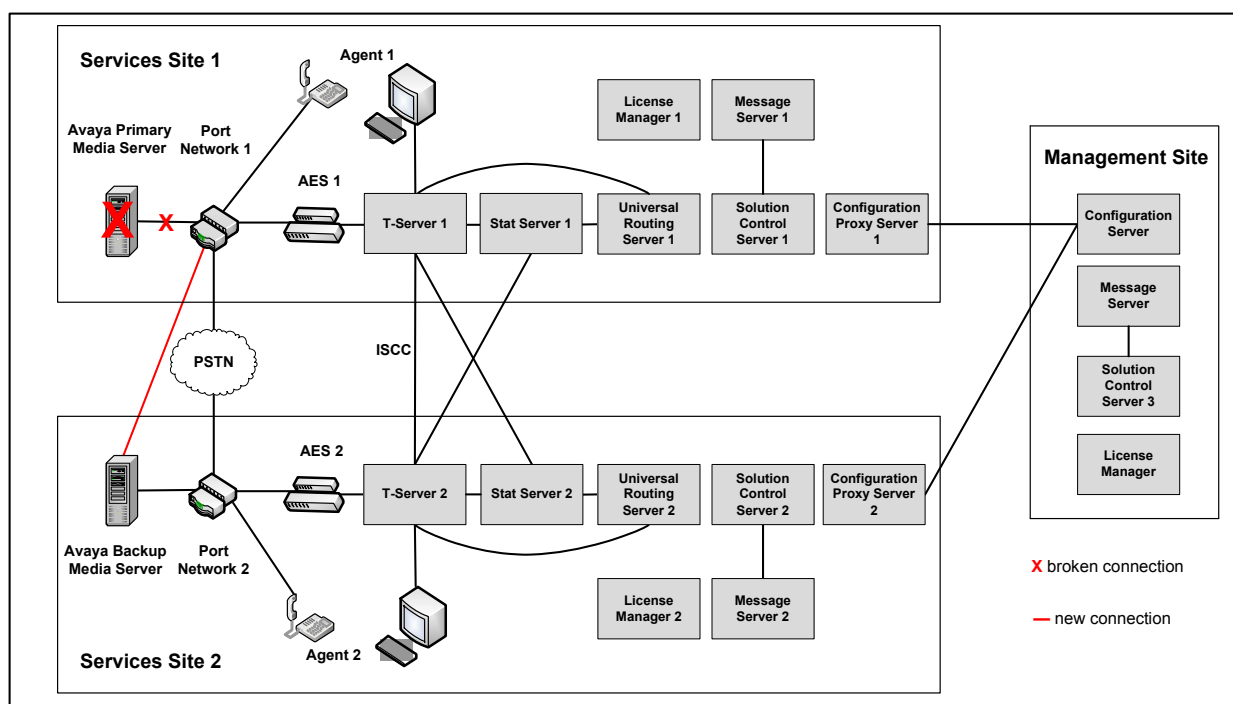 Services Site 1
Agent 1
Avaya Primary
Media Server
Port
Network 1
AES 1
License
Manager 1
Message
Server 1
T-Server 1
Stat Server 1
Universal
Routing
Server 1
Solution
Control
Server 1
Configuration
Proxy Server
1
Management Site
Configuration
Server
Message
Server
Solution
Control
Server 3
License
Manager
PSTN
ISCC
AES 2
T-Server 2
Stat Server 2
Universal
Routing
Server 2
Solution
Control
Server 2
Configuration
Proxy Server
2
Avaya Backup
Media Server
Port
Network 2
License
Manager 2
Message
Server 2
Agent 2
Services Site 2
X broken connection
new connection